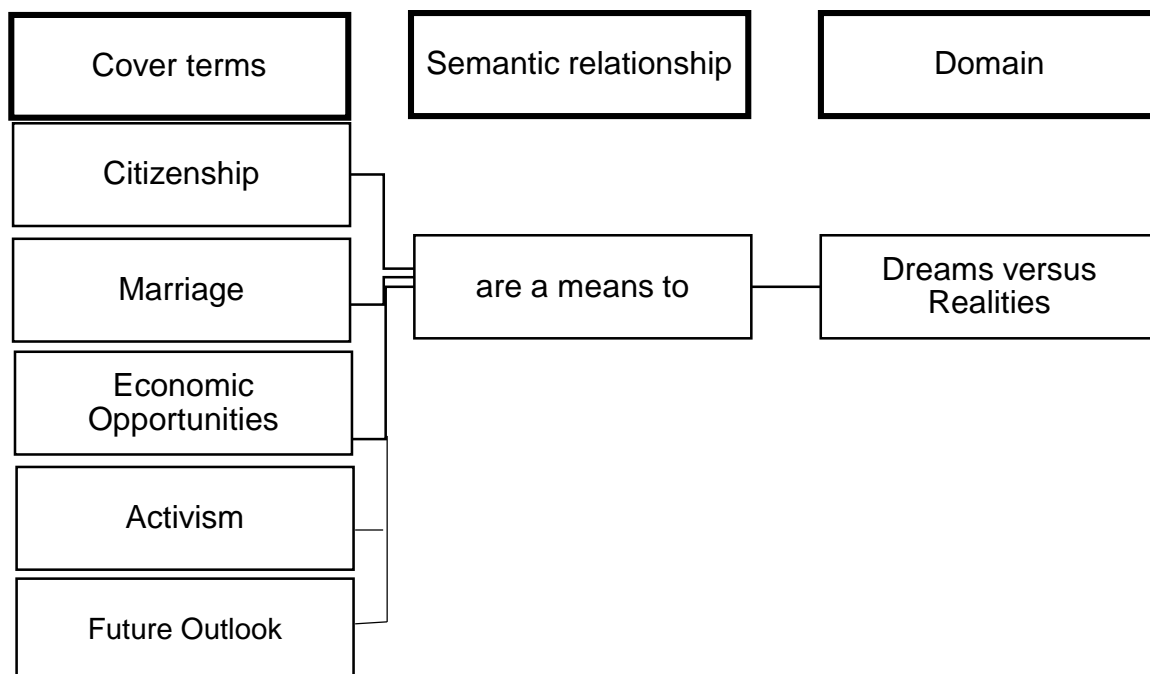 Cover terms
Semantic relationship
Domain
Citizenship
Marriage
Economic
Opportunities
Activism
Future Outlook
are a means to
Dreams versus
Realities